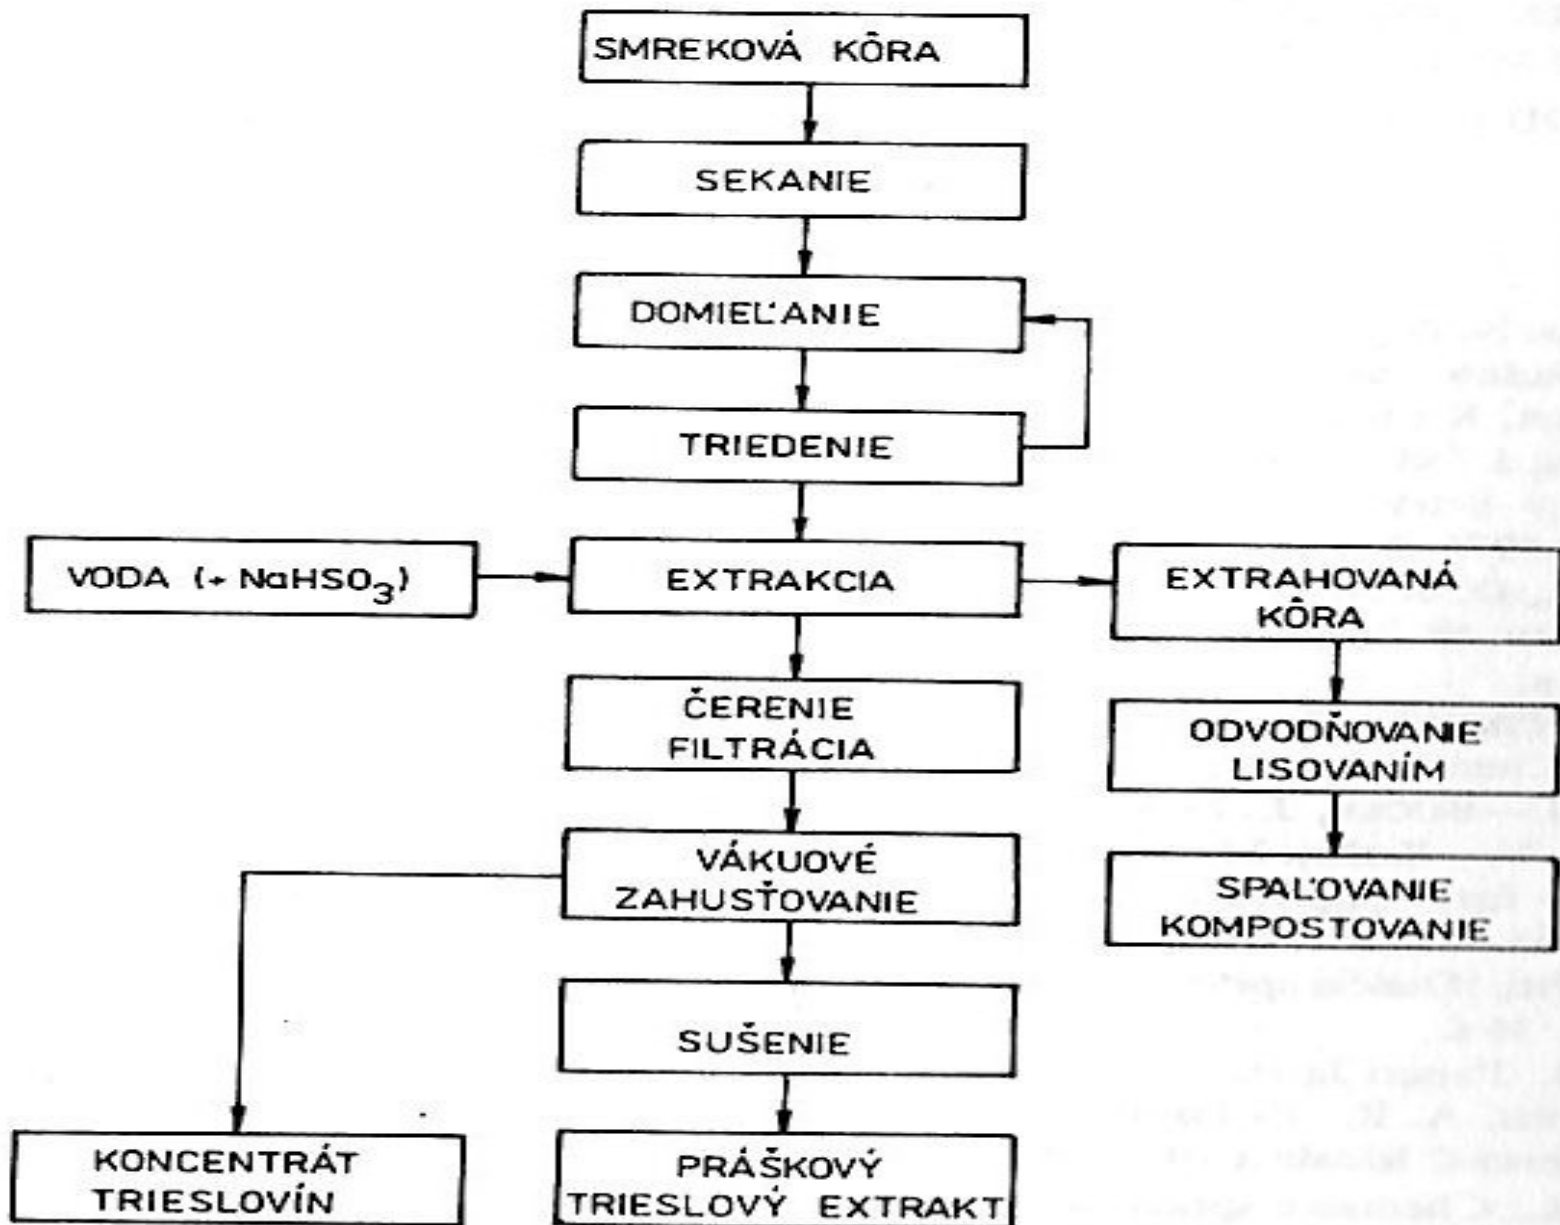 SMREKOVÁ KÔRA
SEKANIE
DOMIEĽANIE
TRIEDENIE
VODA (+ NaHSO3)
EXTRAKCIA
EXTRAHOVANÁ
KÔRA
ČERENIE
FILTRÁCIA
ODVODŇOVANIE
LISOVANÍM
VÁKUOVÉ
ZAHUSŤOVANIE
SPAĽOVANIE
KOMPOSTOVANIE
SUŠENIE
KONCENTRÁT
TRIESLOVÍN
PRÁŠKOVÝ
TRIESLOVÝ EXTRAKT